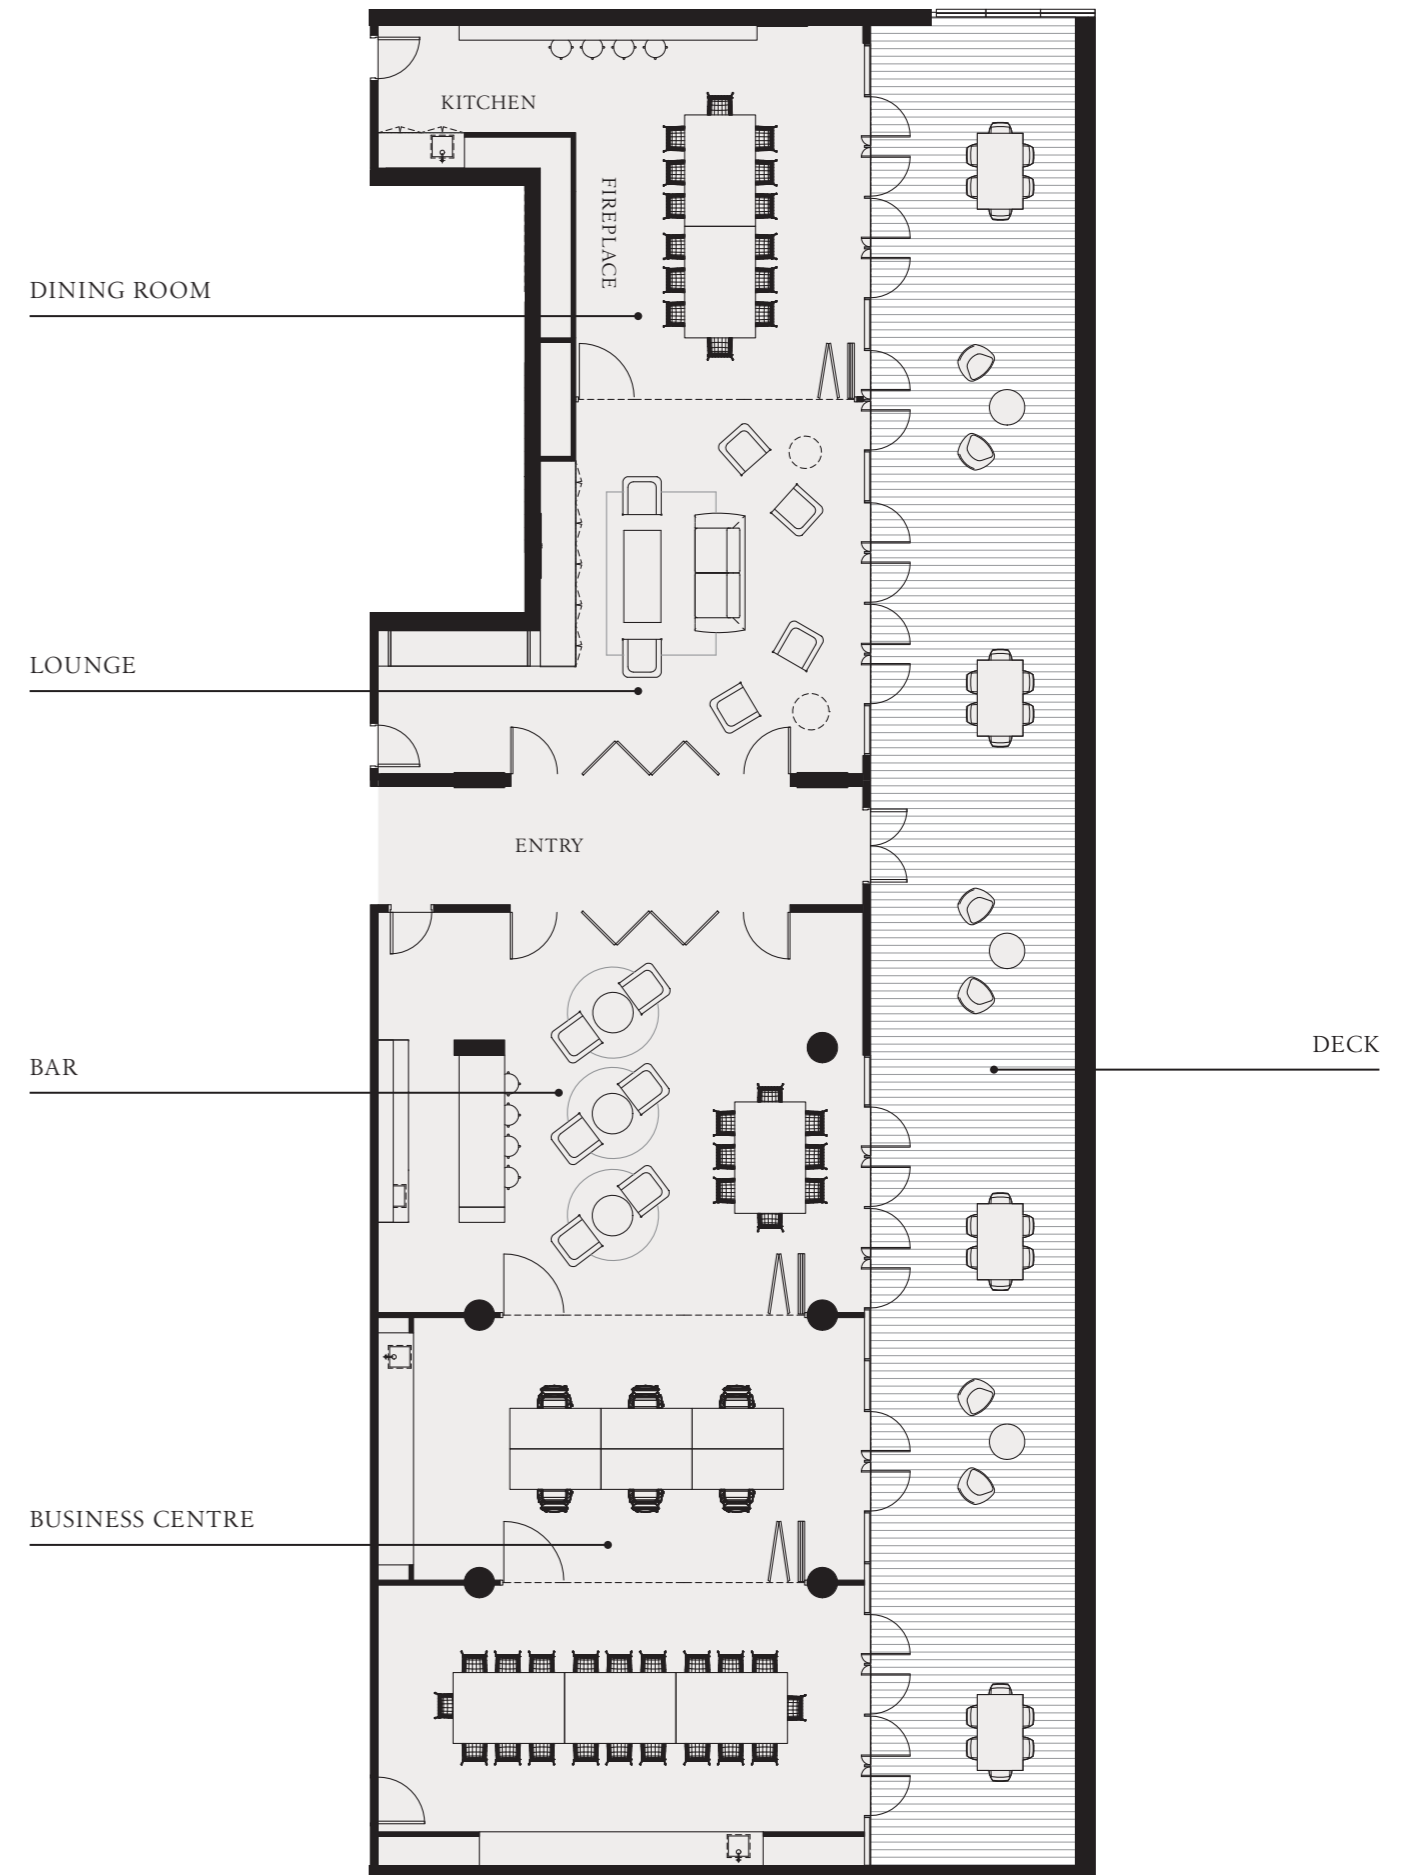 KITCHEN
FIREPLACE
DINING ROOM
LOUNGE
ENTRY
BAR
DECK
BUSINESS CENTRE